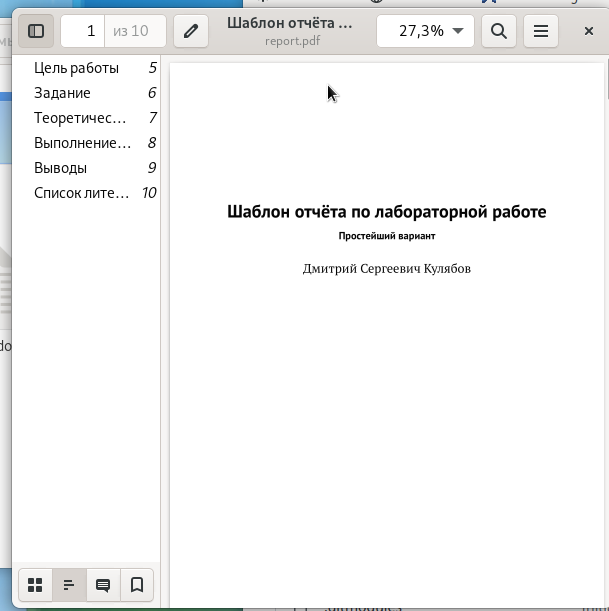 Шаблон отчёта ...
report.pdf
1 из 10
27,3%
Цель работы 5
Задание 6
Теоретичес... 7
Выполнение... 8
Выводы 9
Список лите... 10
Шаблон отчёта по лабораторной работе
Простейший вариант
Дмитрий Сергеевич Кулябов